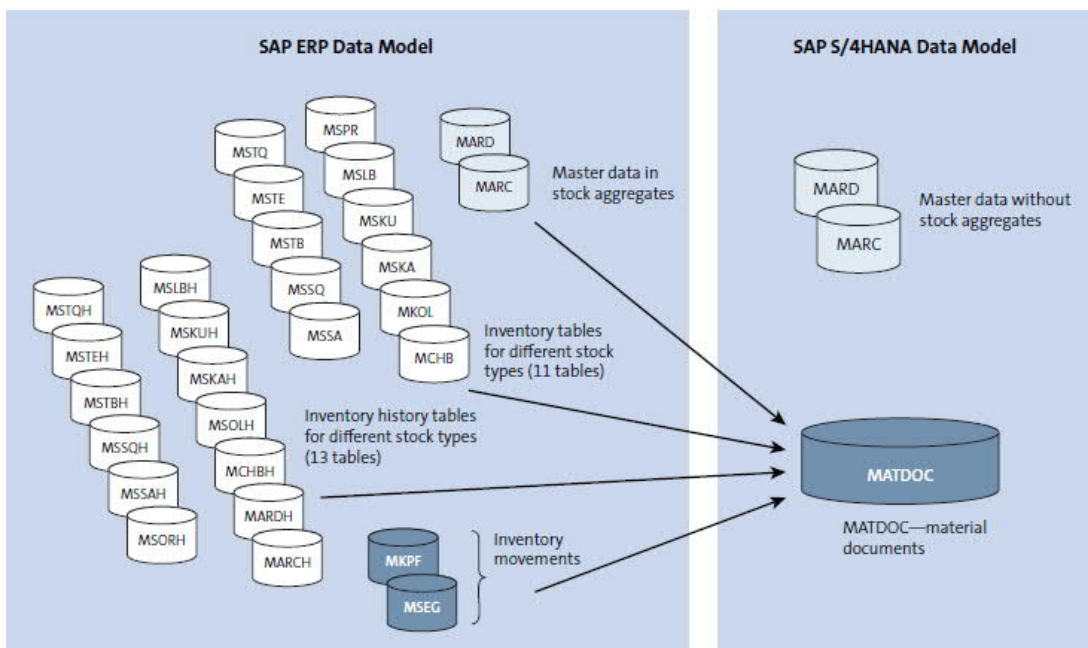 SAP ERP Data Model
SAP S/4HANA Data Model
MSTQ
MSTE
MSTB
MSSQ
MSSA
MSPR
MSLB
MSKU
MSKA
MKOL
MCHB
MARD
MARC
Master data in
stock aggregates
Inventory tables
for different stock
types (11 tables)
MSTQH
MSTEH
MSTBH
MSSQH
MSSAH
MSORH
MSLBH
MSKUH
MSKAH
MSOLH
MCHBH
MARDH
MARCH
Inventory history tables
for different stock types
(13 tables)
MKPF
MSEG
Inventory
movements
MARD
MARC
Master data without
stock aggregates
MATDOC
MATDOC—material
documents